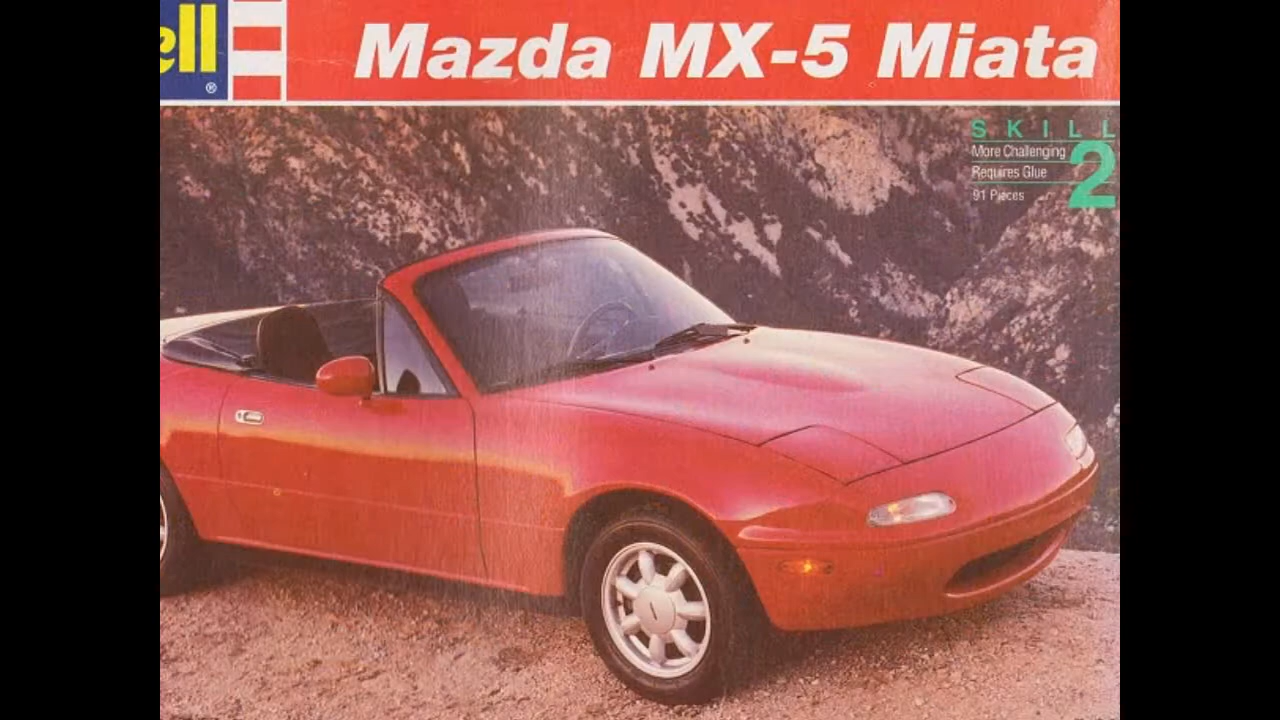 ell
®
Mazda MX-5 Miata
SKILL
2
More Challenging
Requires Glue
91 Pieces